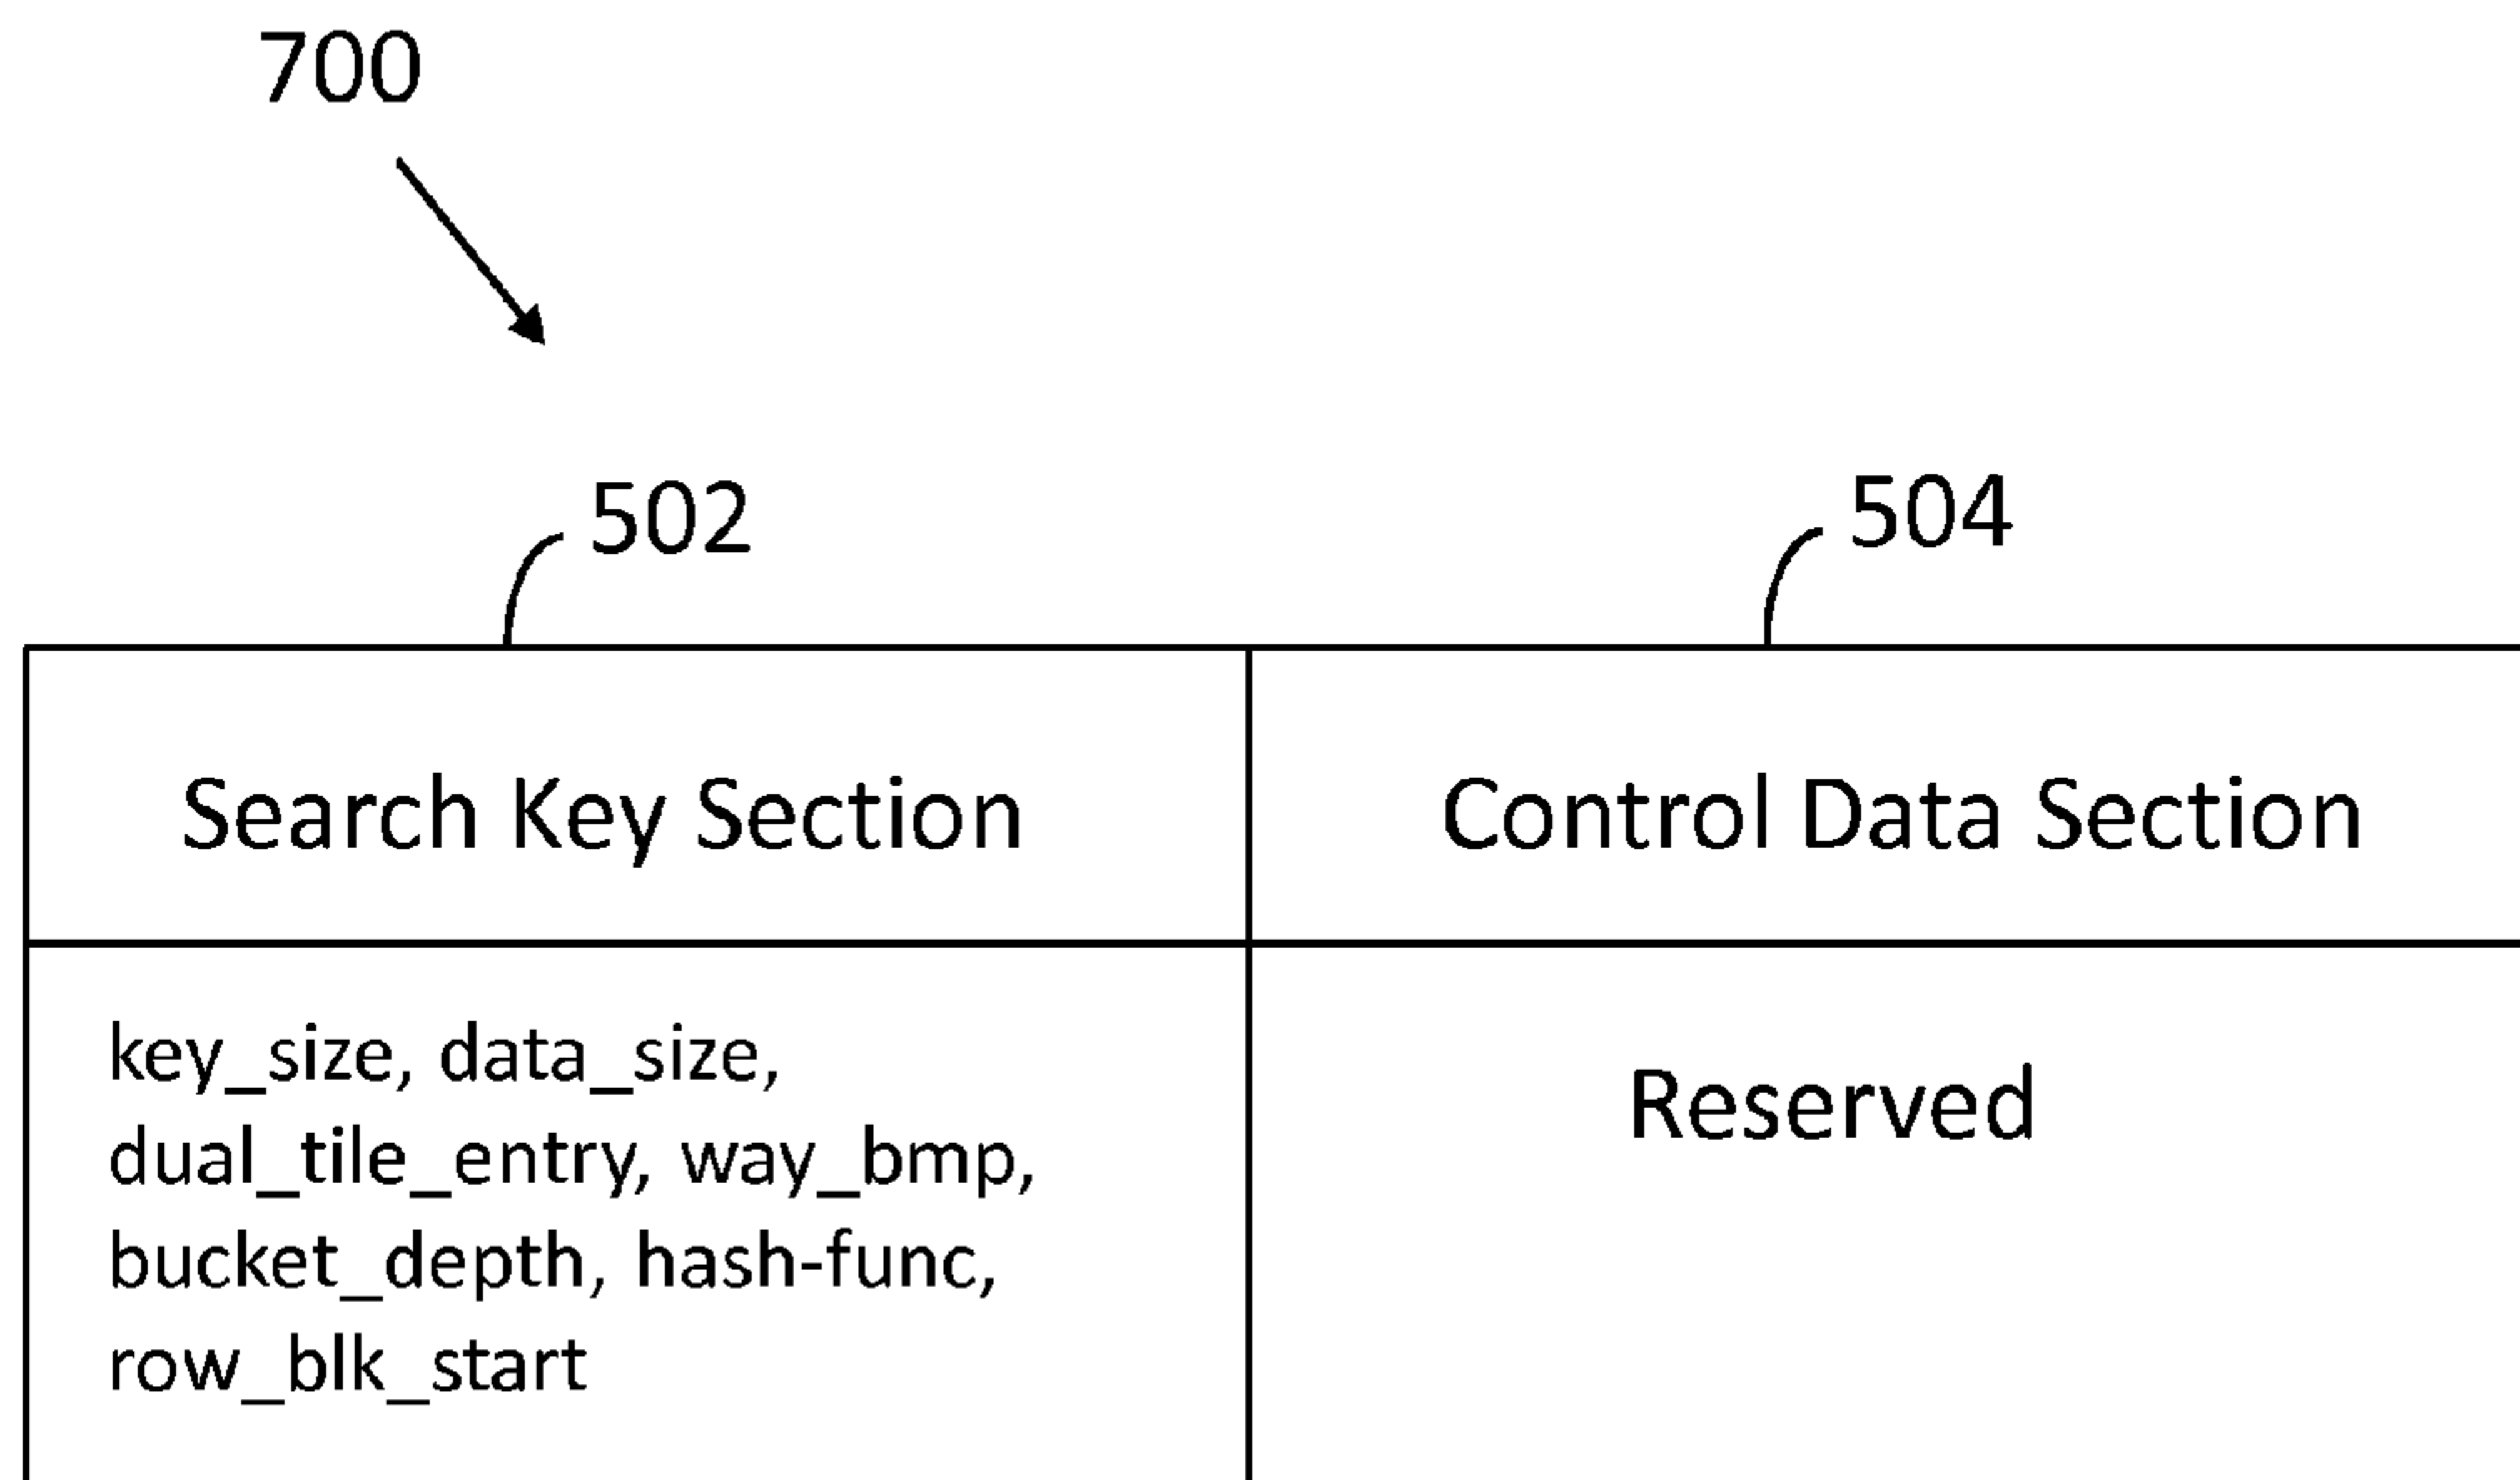 700
502
504
Search Key Section
Control Data Section
key_size, data_size,
dual_tile_entry, way_bmp,
bucket_depth, hash-func,
row_blk_start
Reserved